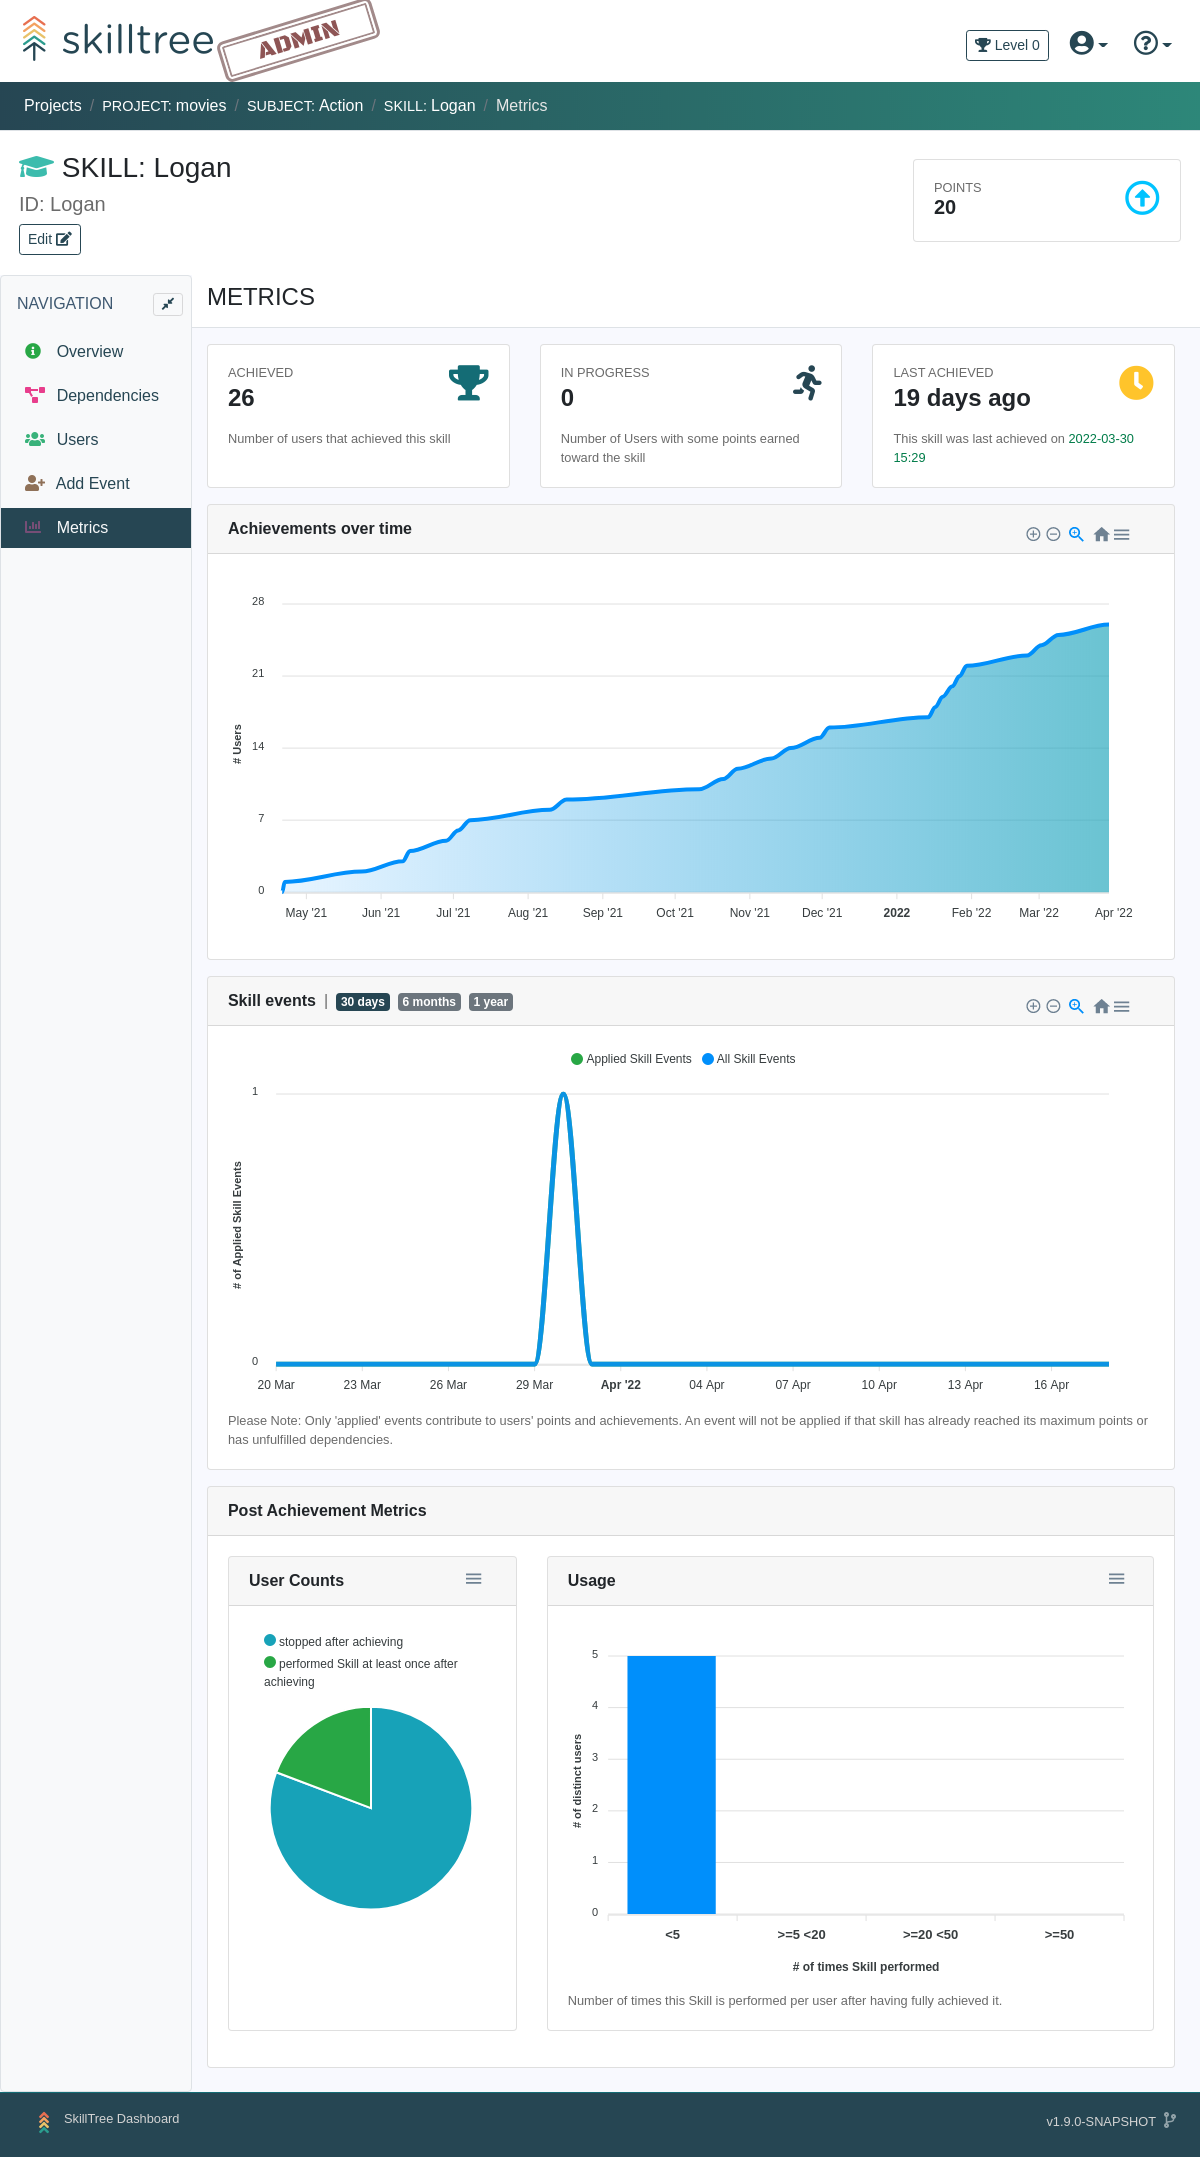 skilltree
ADMIN
Level 0
Projects / PROJECT: movies / SUBJECT: Action / SKILL: Logan / Metrics
SKILL: Logan
ID: Logan
Edit
POINTS
20
NAVIGATION
Overview
Dependencies
Users
Add Event
Metrics
METRICS
ACHIEVED
26
Number of users that achieved this skill
IN PROGRESS
0
Number of Users with some points earned
toward the skill
LAST ACHIEVED
19 days ago
This skill was last achieved on 2022-03-30
15:29
Achievements over time
28
21
14
7
0
# Users
May '21 Jun '21 Jul '21 Aug '21 Sep '21 Oct '21 Nov '21 Dec '21 2022 Feb '22 Mar '22 Apr '22
Skill events | 30 days 6 months 1 year
Applied Skill Events All Skill Events
1
0
# of Applied Skill Events
20 Mar 23 Mar 26 Mar 29 Mar Apr '22 04 Apr 07 Apr 10 Apr 13 Apr 16 Apr
Please Note: Only 'applied' events contribute to users' points and achievements. An event will not be applied if that skill has already reached its maximum points or
has unfulfilled dependencies.
Post Achievement Metrics
User Counts
stopped after achieving
performed Skill at least once after
achieving
Usage
5
4
3
2
1
0
# of distinct users
<5 >=5 <20 >=20 <50 >=50
# of times Skill performed
Number of times this Skill is performed per user after having fully achieved it.
SkillTree Dashboard
v1.9.0-SNAPSHOT